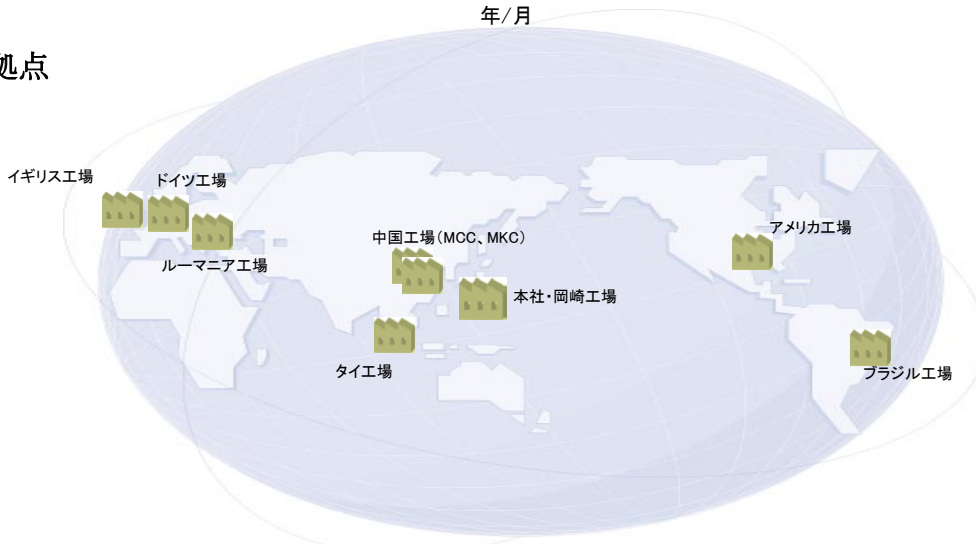 年/月
拠点
イギリス工場
ドイツ工場
ルーマニア工場
中国工場(MCC、MKC)
アメリカ工場
本社・岡崎工場
タイ工場
ブラジル工場